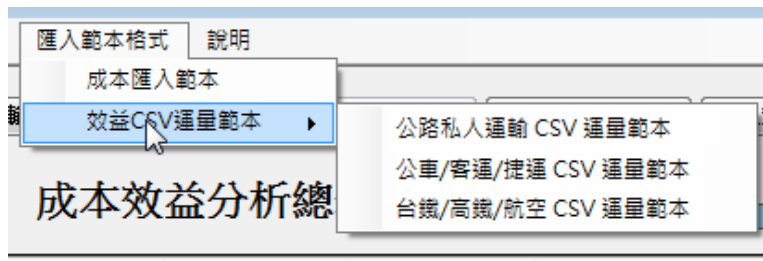 匯入範本格式 說明
成本匯入範本
效益CSV運量範本
公路私人運輸 CSV 運量範本
公車/客運/捷運 CSV 運量範本
台鐵/高鐵/航空 CSV 運量範本
成本效益分析總